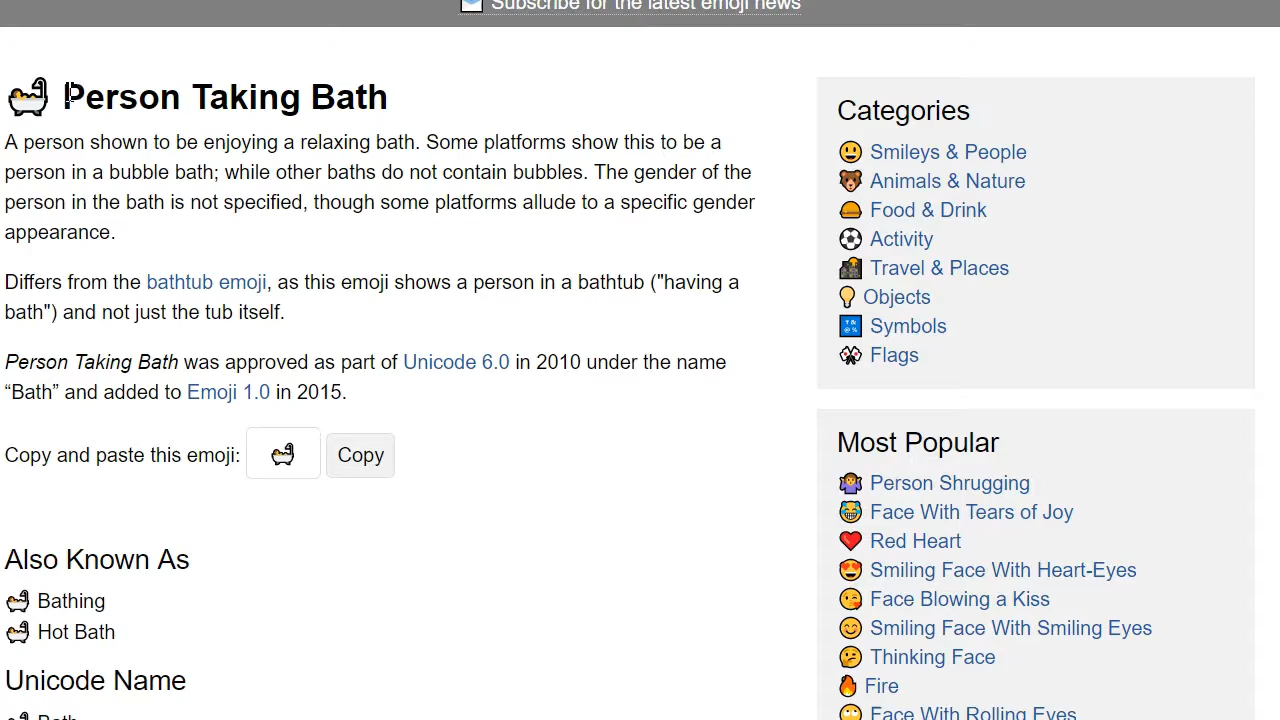 Subscribe for the latest emoji news
Person Taking Bath
A person shown to be enjoying a relaxing bath. Some platforms show this to be a
person in a bubble bath; while other baths do not contain bubbles. The gender of the
person in the bath is not specified, though some platforms allude to a specific gender
appearance.
Differs from the bathtub emoji, as this emoji shows a person in a bathtub ("having a
bath") and not just the tub itself.
Person Taking Bath was approved as part of Unicode 6.0 in 2010 under the name
“Bath” and added to Emoji 1.0 in 2015.
Copy and paste this emoji:
Copy
Also Known As
Bathing
Hot Bath
Unicode Name
Bath
Categories
Smileys & People
Animals & Nature
Food & Drink
Activity
Travel & Places
Objects
Symbols
Flags
Most Popular
Person Shrugging
Face With Tears of Joy
Red Heart
Smiling Face With Heart-Eyes
Face Blowing a Kiss
Smiling Face With Smiling Eyes
Thinking Face
Fire
Face With Rolling Eyes